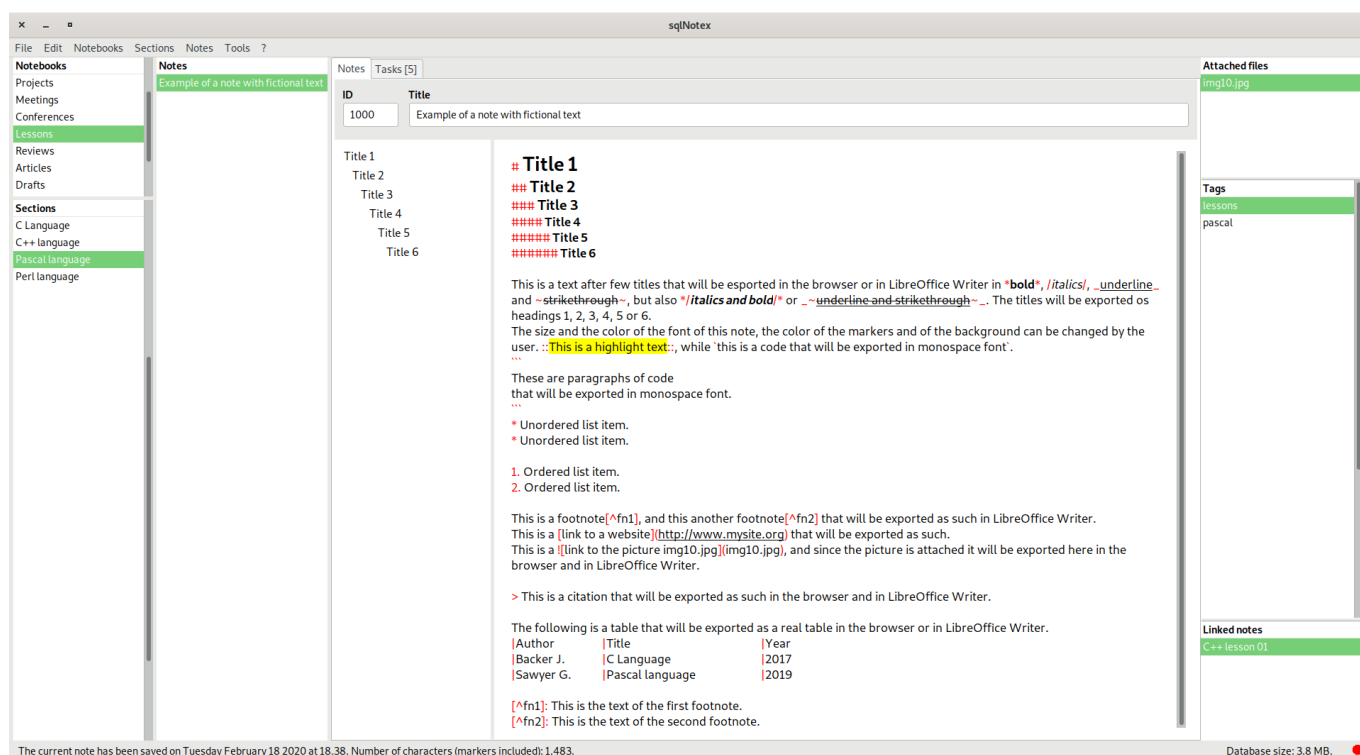 sqlNotex
File Edit Notebooks Sections Notes Tools ?
Notebooks
Projects
Meetings
Conferences
Lessons
Reviews
Articles
Drafts
Sections
C Language
C++ language
Pascal language
Perl language
Notes
Example of a note with fictional text
Notes Tasks [5]
ID Title
1000 Example of a note with fictional text
Title 1
Title 2
Title 3
Title 4
Title 5
Title 6
# Title 1
## Title 2
### Title 3
#### Title 4
##### Title 5
###### Title 6
This is a text after few titles that will be esported in the browser or in LibreOffice Writer in *bold*, /italics/, _underline_
and ~strikethrough~, but also */italics and bold/* or _~underline and strikethrough~_. The titles will be exported os
headings 1, 2, 3, 4, 5 or 6.
The size and the color of the font of this note, the color of the markers and of the background can be changed by the
user. ::This is a highlight text::, while `this is a code that will be exported in monospace font`.
```
These are paragraphs of code
that will be exported in monospace font.
```
* Unordered list item.
* Unordered list item.
1. Ordered list item.
2. Ordered list item.
This is a footnote[^fn1], and this another footnote[^fn2] that will be exported as such in LibreOffice Writer.
This is a [link to a website](http://www.mysite.org) that will be exported as such.
This is a ![link to the picture img10.jpg](img10.jpg), and since the picture is attached it will be exported here in the
browser and in LibreOffice Writer.
> This is a citation that will be exported as such in the browser and in LibreOffice Writer.
The following is a table that will be exported as a real table in the browser or in LibreOffice Writer.
|Author |Title |Year
|Backer J. |C Language |2017
|Sawyer G. |Pascal language |2019
[^fn1]: This is the text of the first footnote.
[^fn2]: This is the text of the second footnote.
Attached files
img10.jpg
Tags
lessons
pascal
Linked notes
C++ lesson 01
The current note has been saved on Tuesday February 18 2020 at 18.38. Number of characters (markers included): 1.483.
Database size: 3.8 MB.